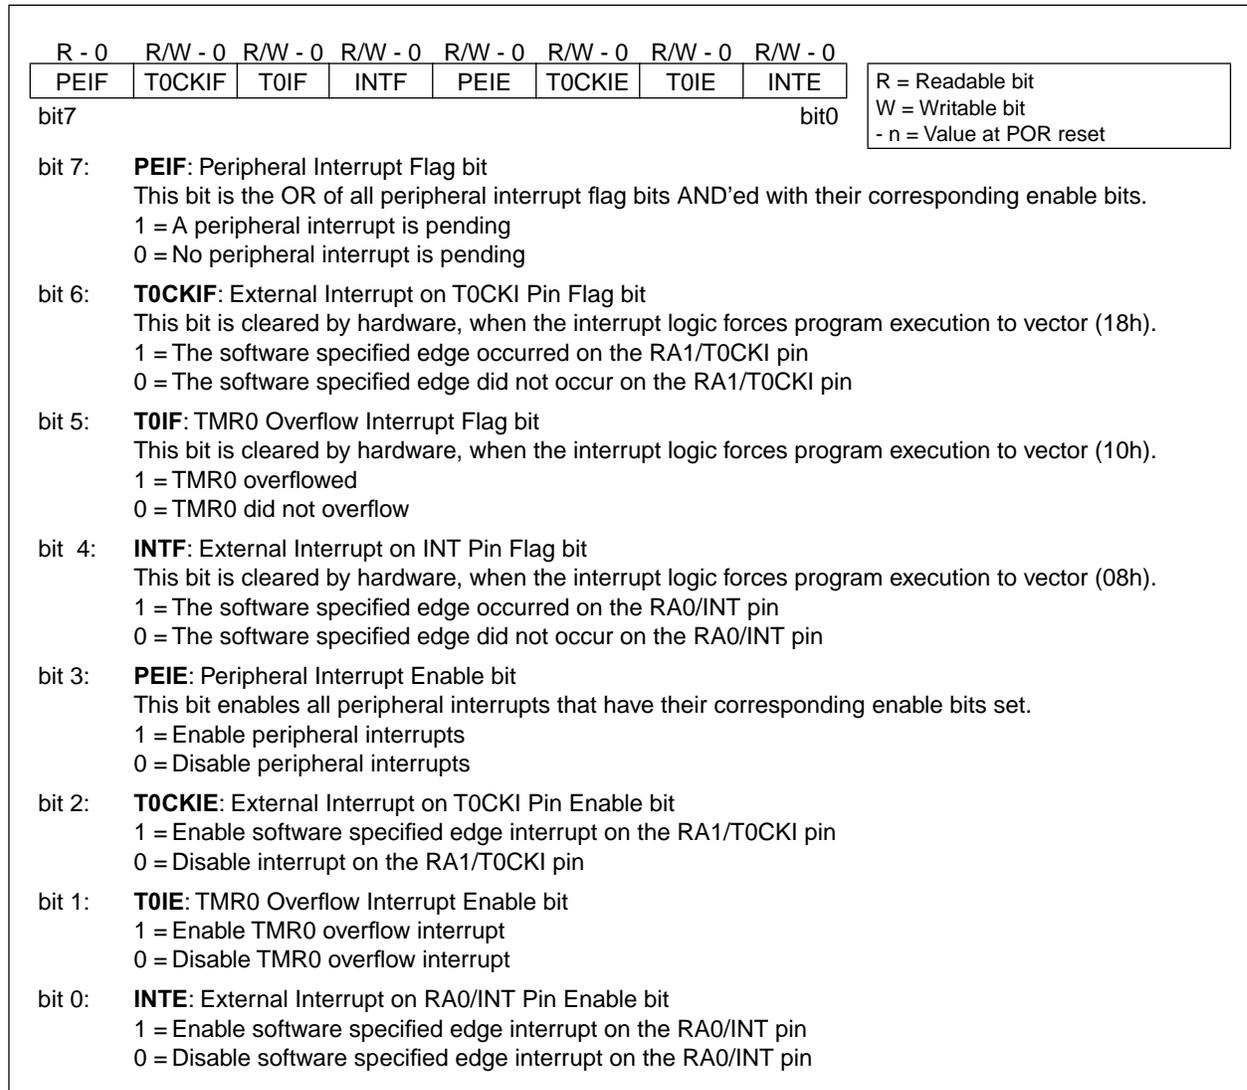 R - 0 R/W - 0 R/W - 0 R/W - 0 R/W - 0 R/W - 0 R/W - 0 R/W - 0
PEIF T0CKIF T0IF INTF PEIE T0CKIE T0IE INTE
bit7 bit0
R = Readable bit
W = Writable bit
- n = Value at POR reset
bit 7: PEIF: Peripheral Interrupt Flag bit
This bit is the OR of all peripheral interrupt flag bits AND’ed with their corresponding enable bits.
1 = A peripheral interrupt is pending
0 = No peripheral interrupt is pending
bit 6: T0CKIF: External Interrupt on T0CKI Pin Flag bit
This bit is cleared by hardware, when the interrupt logic forces program execution to vector (18h).
1 = The software specified edge occurred on the RA1/T0CKI pin
0 = The software specified edge did not occur on the RA1/T0CKI pin
bit 5: T0IF: TMR0 Overflow Interrupt Flag bit
This bit is cleared by hardware, when the interrupt logic forces program execution to vector (10h).
1 = TMR0 overflowed
0 = TMR0 did not overflow
bit 4: INTF: External Interrupt on INT Pin Flag bit
This bit is cleared by hardware, when the interrupt logic forces program execution to vector (08h).
1 = The software specified edge occurred on the RA0/INT pin
0 = The software specified edge did not occur on the RA0/INT pin
bit 3: PEIE: Peripheral Interrupt Enable bit
This bit enables all peripheral interrupts that have their corresponding enable bits set.
1 = Enable peripheral interrupts
0 = Disable peripheral interrupts
bit 2: T0CKIE: External Interrupt on T0CKI Pin Enable bit
1 = Enable software specified edge interrupt on the RA1/T0CKI pin
0 = Disable interrupt on the RA1/T0CKI pin
bit 1: T0IE: TMR0 Overflow Interrupt Enable bit
1 = Enable TMR0 overflow interrupt
0 = Disable TMR0 overflow interrupt
bit 0: INTE: External Interrupt on RA0/INT Pin Enable bit
1 = Enable software specified edge interrupt on the RA0/INT pin
0 = Disable software specified edge interrupt on the RA0/INT pin